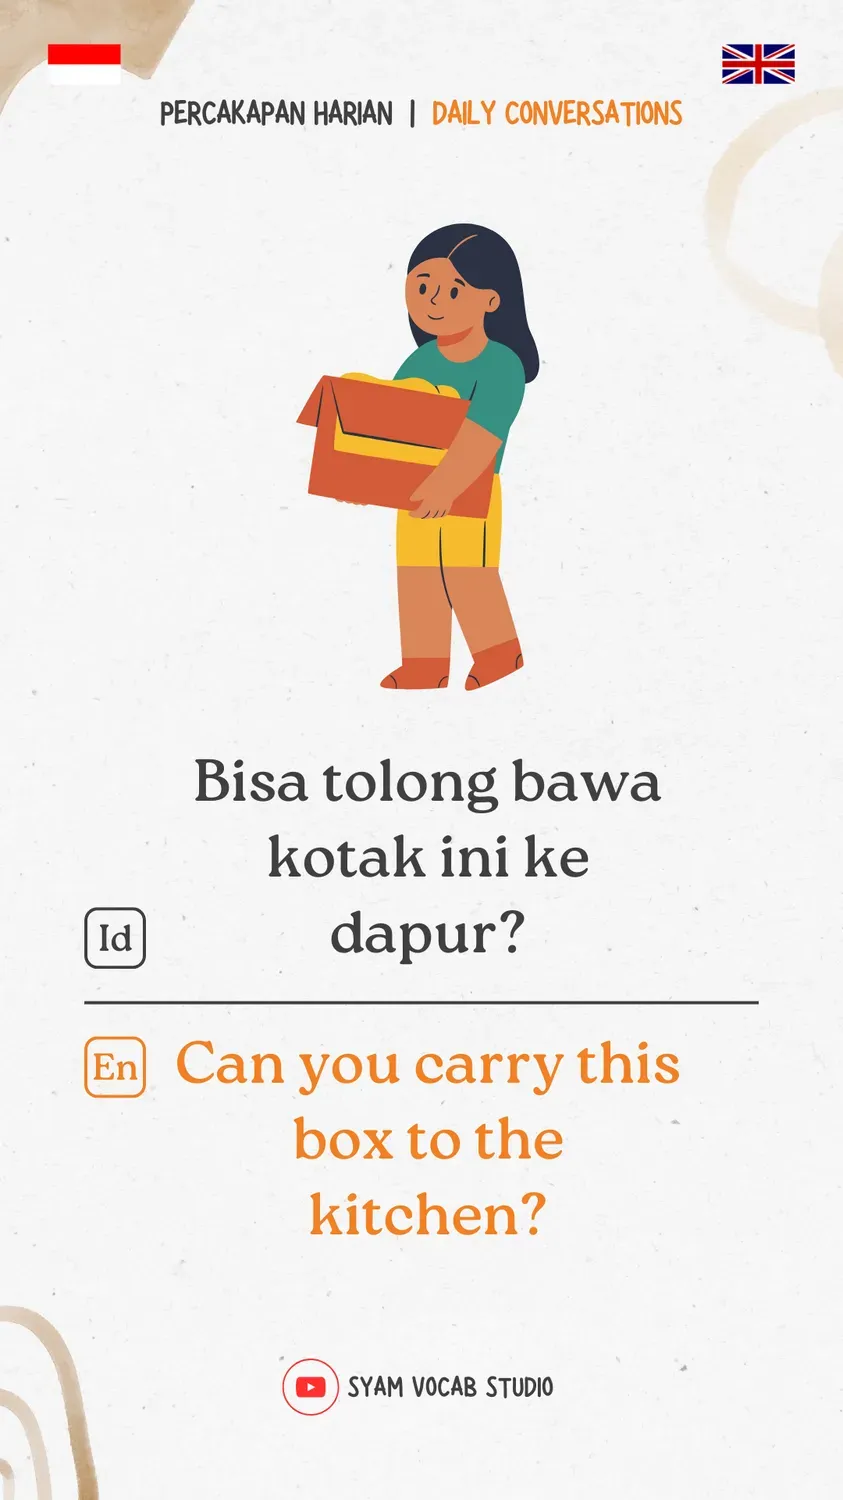 PERCAKAPAN HARIAN | DAILY CONVERSATIONS
Bisa tolong bawa
kotak ini ke
dapur?
Id
En
Can you carry this
box to the
kitchen?
SYAM VOCAB STUDIO